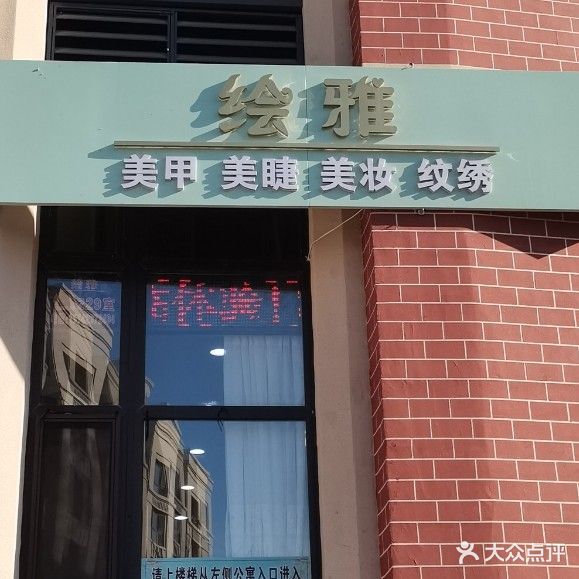 绘雅
美甲 美睫 美妆 纹绣
请上楼梯从左侧公寓入口进入
大众点评